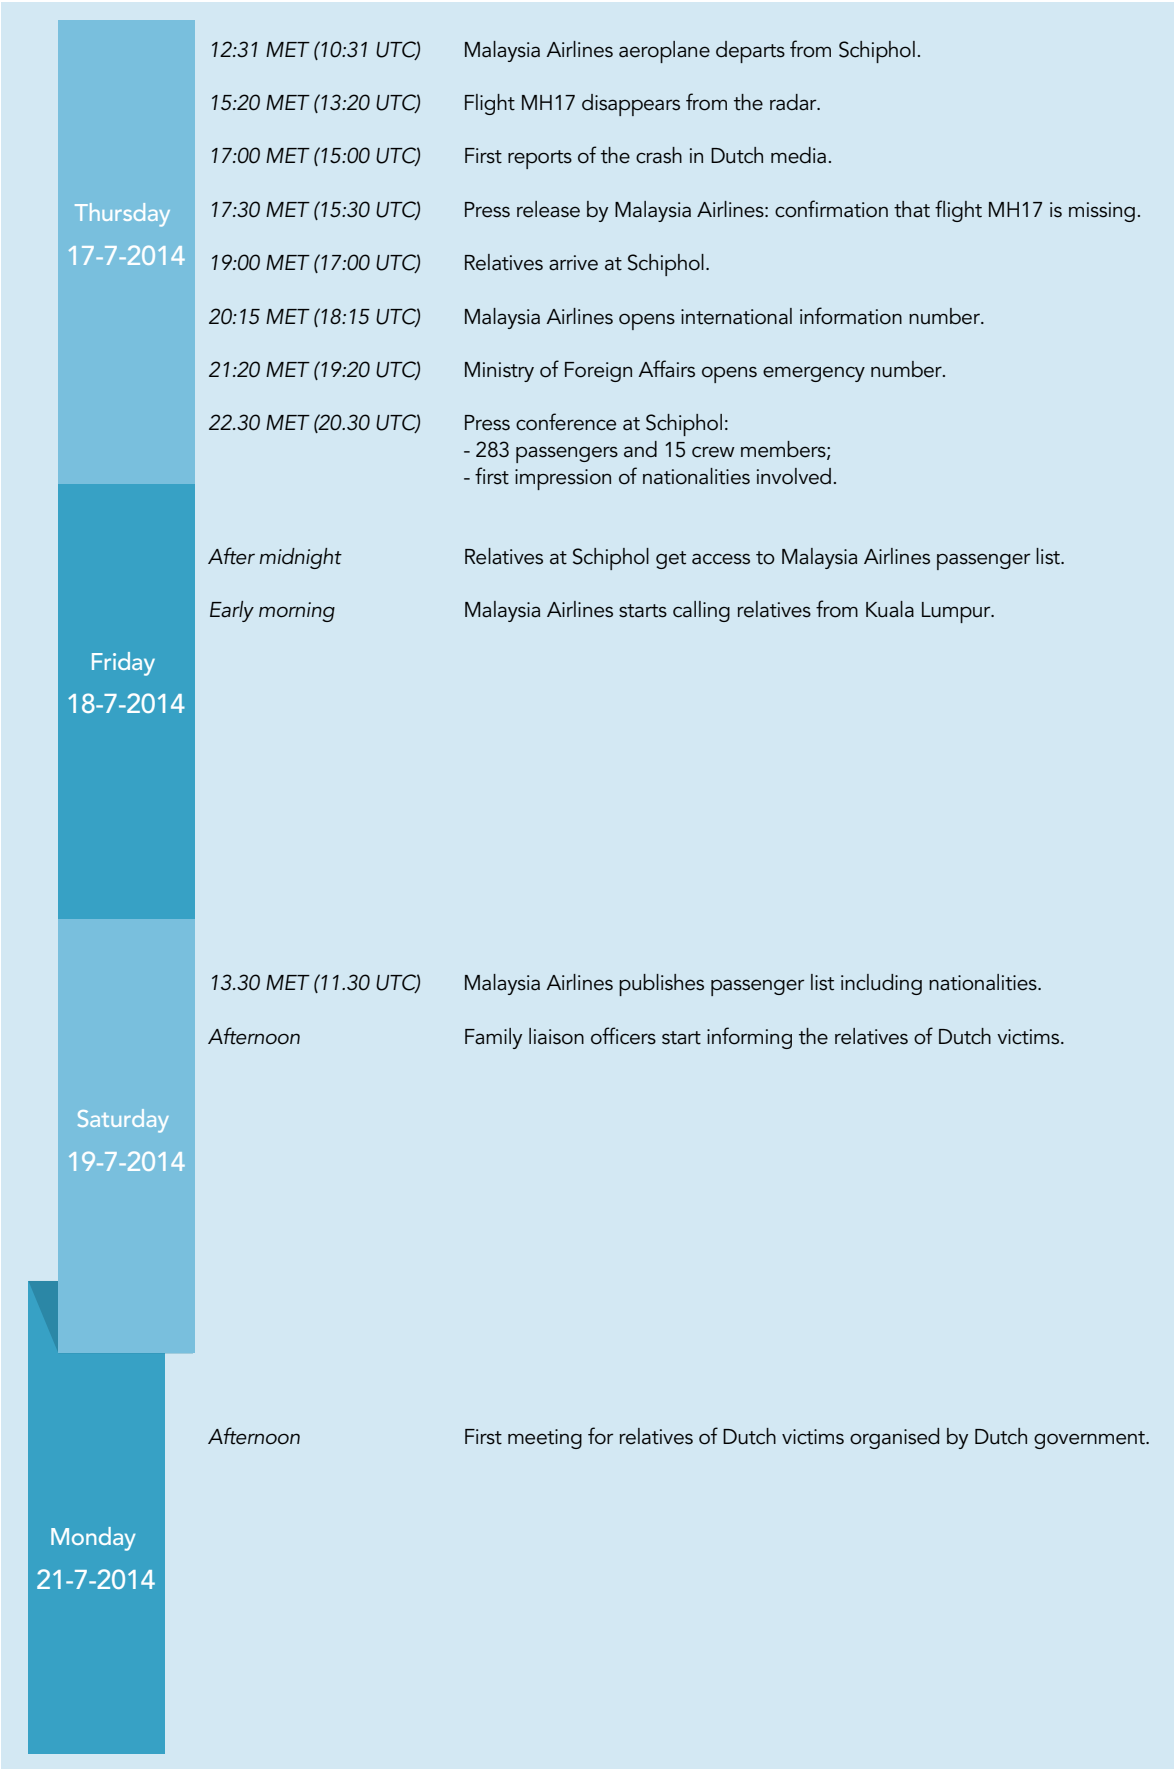 Thursday
17-7-2014
12:31 MET (10:31 UTC) Malaysia Airlines aeroplane departs from Schiphol.
15:20 MET (13:20 UTC) Flight MH17 disappears from the radar.
17:00 MET (15:00 UTC) First reports of the crash in Dutch media.
17:30 MET (15:30 UTC) Press release by Malaysia Airlines: confirmation that flight MH17 is missing.
19:00 MET (17:00 UTC) Relatives arrive at Schiphol.
20:15 MET (18:15 UTC) Malaysia Airlines opens international information number.
21:20 MET (19:20 UTC) Ministry of Foreign Affairs opens emergency number.
22.30 MET (20.30 UTC) Press conference at Schiphol:
- 283 passengers and 15 crew members;
- first impression of nationalities involved.
Friday
18-7-2014
After midnight Relatives at Schiphol get access to Malaysia Airlines passenger list.
Early morning Malaysia Airlines starts calling relatives from Kuala Lumpur.
Saturday
19-7-2014
13.30 MET (11.30 UTC) Malaysia Airlines publishes passenger list including nationalities.
Afternoon Family liaison officers start informing the relatives of Dutch victims.
Monday
21-7-2014
Afternoon First meeting for relatives of Dutch victims organised by Dutch government.